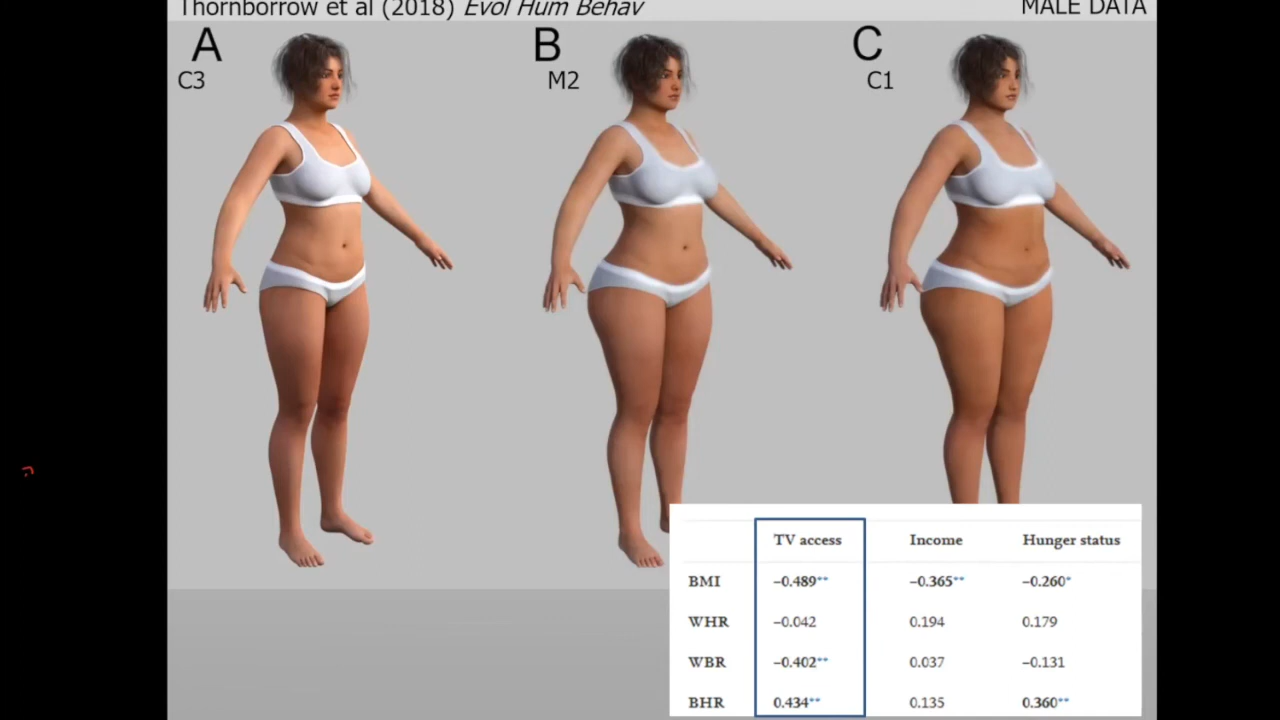 Thornborrow et al (2018) Evol Hum Behav
MALE DATA
A
B
C
C3
M2
C1
TV access Income Hunger status
BMI −0.489** −0.365** −0.260*
WHR −0.042 0.194 0.179
WBR −0.402** 0.037 −0.131
BHR 0.434** 0.135 0.360**